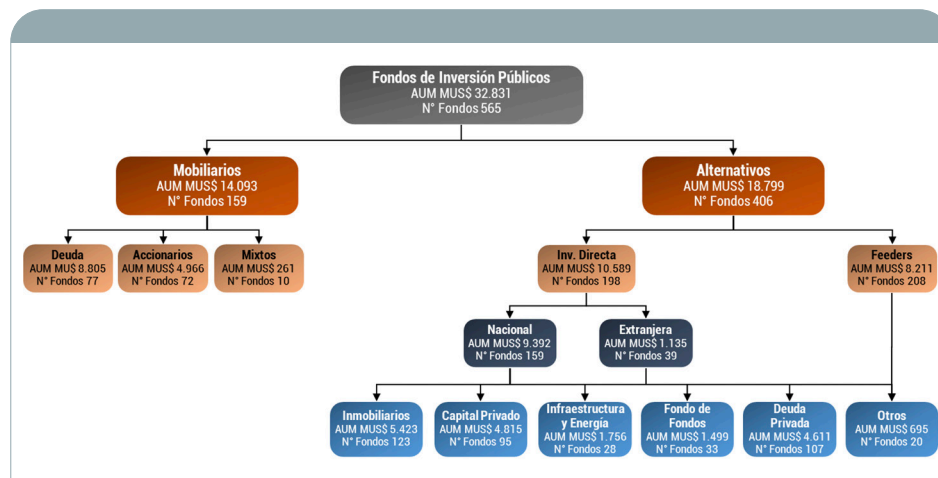 Fondos de Inversión Públicos
AUM MUS$ 32.831
N° Fondos 565
Mobiliarios
AUM MUS$ 14.093
N° Fondos 159
Alternativos
AUM MUS$ 18.799
N° Fondos 406
Deuda
AUM MU$ 8.805
N° Fondos 77
Accionarios
AUM MUS$ 4.966
N° Fondos 72
Mixtos
AUM MUS$ 261
N° Fondos 10
Inv. Directa
AUM MUS$ 10.589
N° Fondos 198
Feeders
AUM MUS$ 8.211
N° Fondos 208
Nacional
AUM MUS$ 9.392
N° Fondos 159
Extranjera
AUM MUS$ 1.135
N° Fondos 39
Inmobiliarios
AUM MUS$ 5.423
N° Fondos 123
Capital Privado
AUM MUS$ 4.815
N° Fondos 95
Infraestructura
y Energía
AUM MUS$ 1.756
N° Fondos 28
Fondo de
Fondos
AUM MUS$ 1.499
N° Fondos 33
Deuda
Privada
AUM MUS$ 4.611
N° Fondos 107
Otros
AUM MUS$ 695
N° Fondos 20